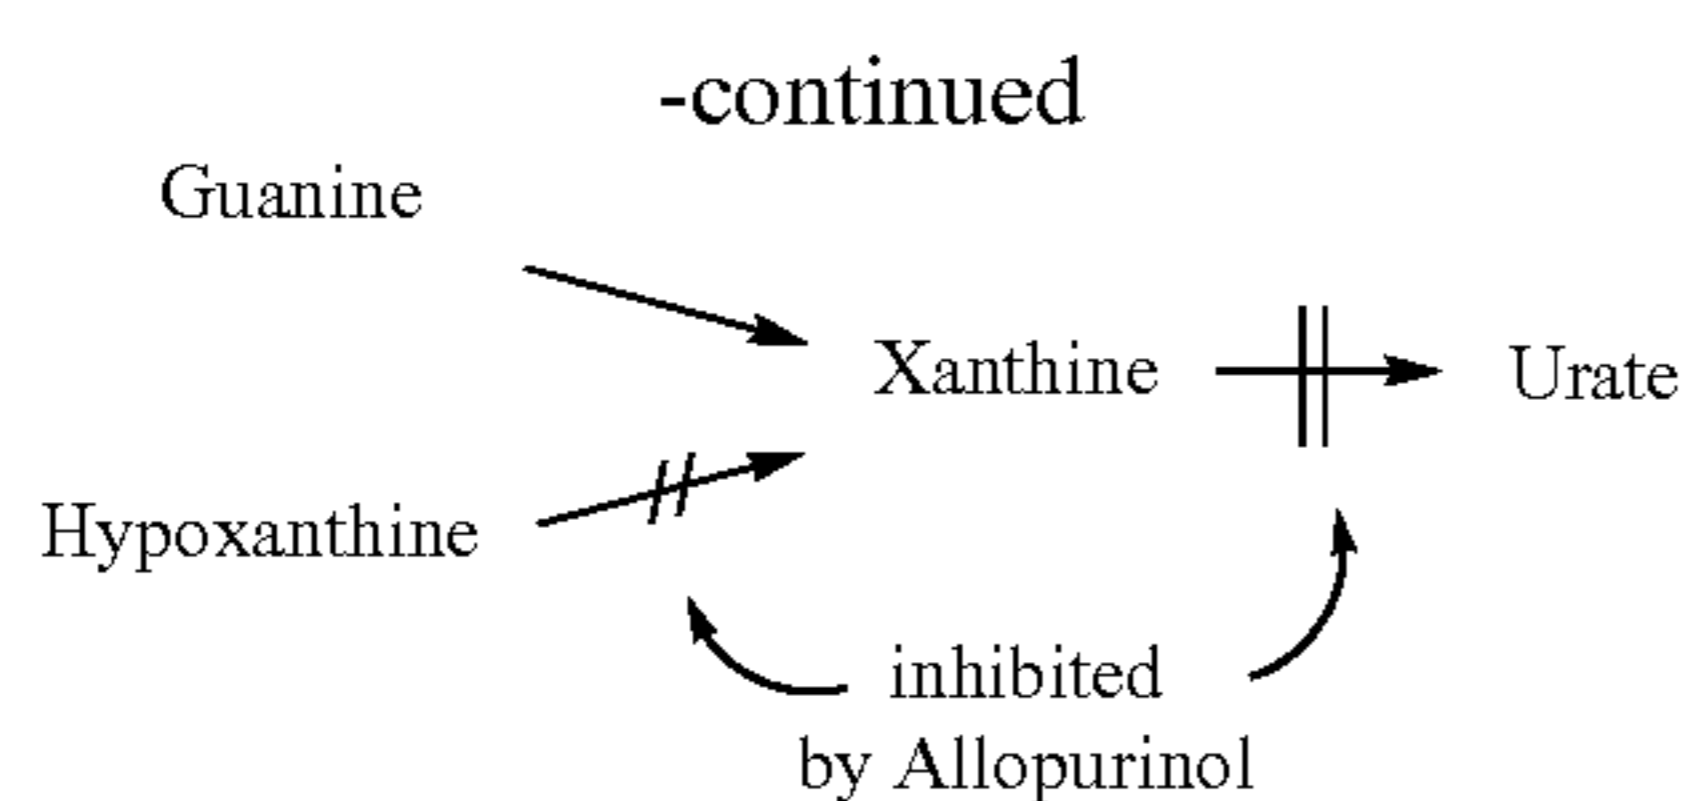 -continued
Guanine
Xanthine
Urate
Hypoxanthine
inhibited
by Allopurinol